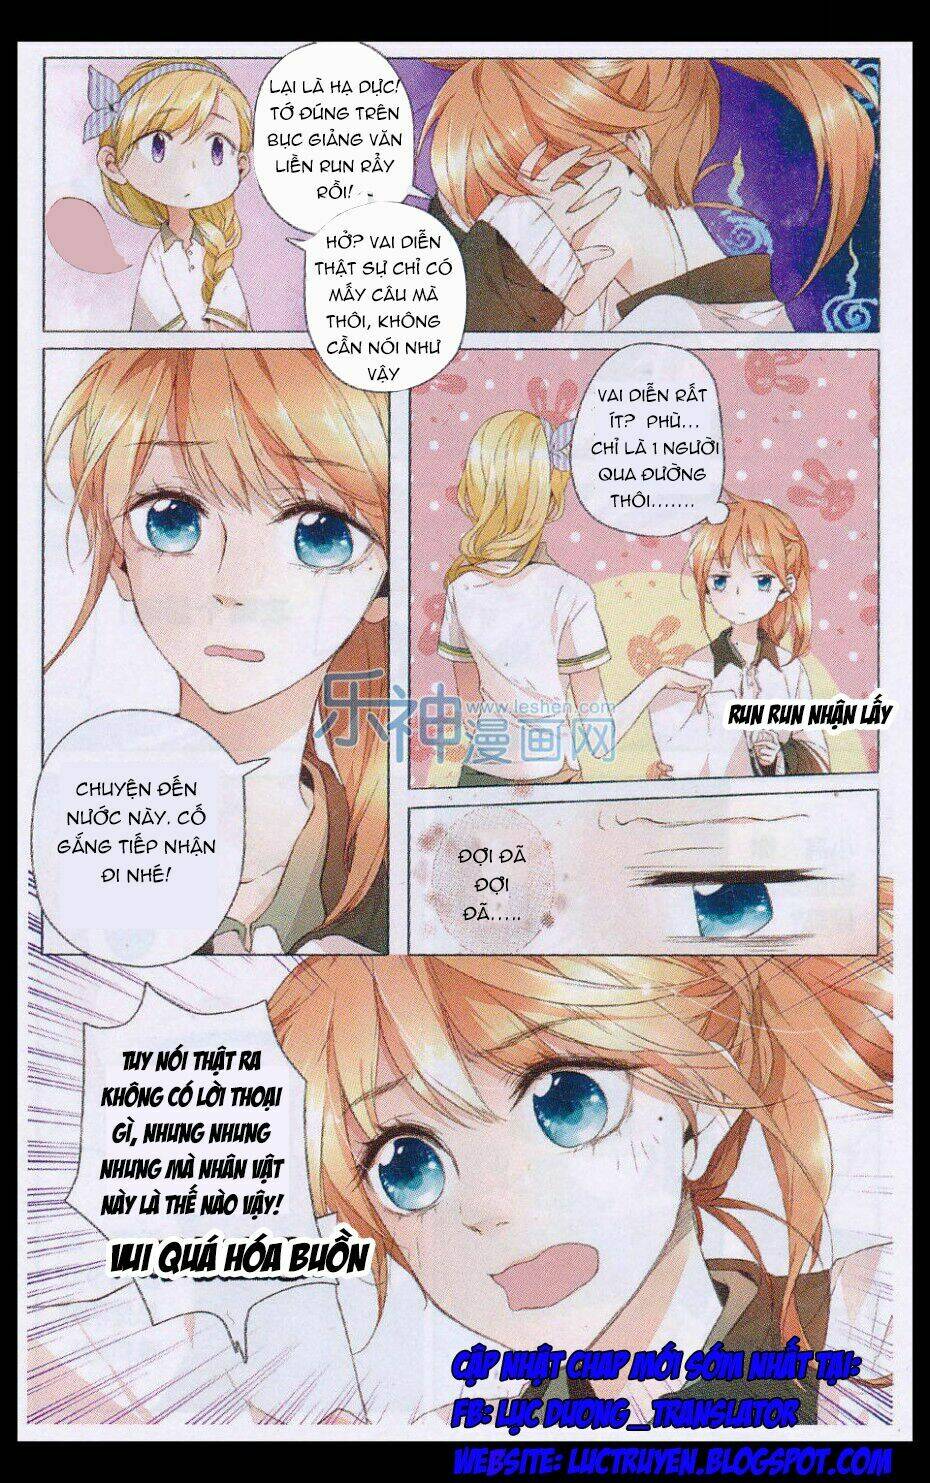 LẠI LÀ HẠ DỰC!
TỚ ĐÚNG TRÊN
BỤC GIẢNG VĂN
LIỀN RUN RẨY
RỒI!
HỞ? VAI DIỄN
THẬT SỰ CHỈ CÓ
MẤY CÂU MÀ
THÔI, KHÔNG
CẦN NÓI NHƯ
VẬY
VAI DIỄN RẤT
ÍT? PHÙ...
CHỈ LÀ 1 NGƯỜI
QUA ĐƯỜNG
THÔI.......
RUN RUN NHẬN LẤY
乐神 www.leshen.com
漫画网
CHUYỆN ĐẾN
NƯỚC NÀY. CỐ
GẮNG TIẾP NHẬN
ĐI NHÉ!
ĐỢI ĐÃ
ĐỢI
ĐÃ.....
TUY NÓI THẬT RA
KHÔNG CÓ LỜI THOẠI
GÌ, NHƯNG NHƯNG
NHƯNG MÀ NHÂN VẬT
NÀY LÀ THẾ NÀO VẬY!
VUI QUÁ HÓA BUỒN
CẬP NHẬT CHAP MỚI SỚM NHẤT TẠI:
FB: LỤC DƯƠNG_TRANSLATOR
WEBSITE: LUCTRUYEN.BLOGSPOT.COM